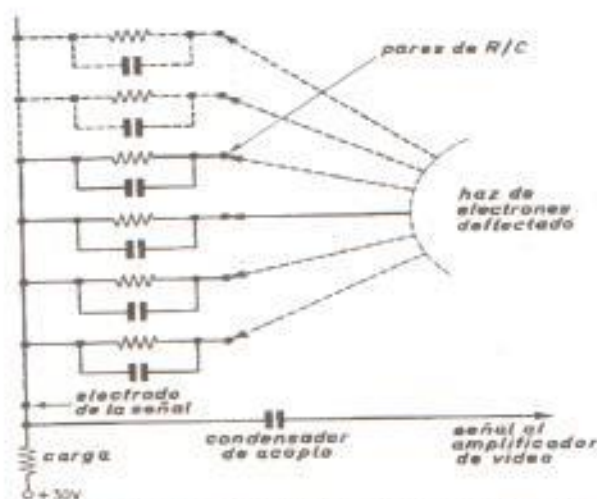 pares de R/C
haz de
electrones
deflectado
electrodo
de la señal
condensador
de acoplo
señal al
amplificador
de video
carga
+30V